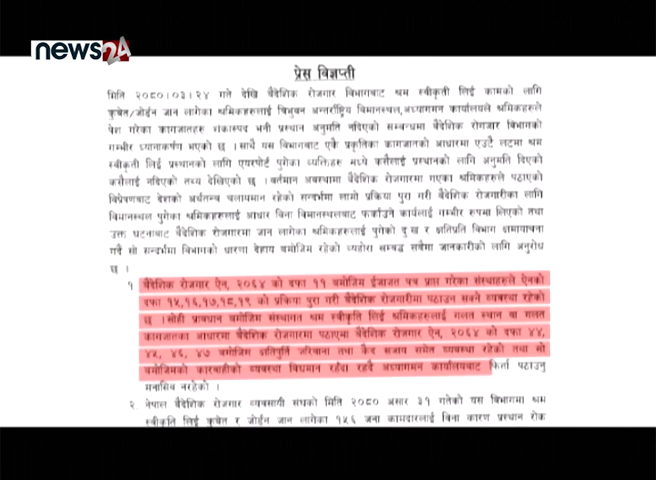 news24
प्रेस विज्ञप्ती
मिति २०८०।०३।२४ गते देखि वैदेशिक रोजगार विभागबाट श्रम स्वीकृती लिई कामको लागि
कुवेत/जोर्डन जान लागेका श्रमिकहरुलाई त्रिभुवन अन्तर्राष्ट्रिय विमानस्थल,अध्यागमन कार्यालयले श्रमिकहरुले
पेश गरेका कागजातहरु शंकास्पद भनी प्रस्थान अनुमति नदिएको सम्बन्धमा वैदेशिक रोगजार विभागको
गम्भीर ध्यानाकर्षण भएको छ ।साथै यस विभागबाट एकै प्रकृतिका कागजातको आधारमा एउटै लटमा श्रम
स्वीकृती लिई प्रस्थानको लागि एयरपोर्ट पुगेका व्यक्तिहरु मध्ये कसैलाई प्रस्थानको लागि अनुमति दिएको
कसैलाई नदिएको तथ्य देखिएको छ ।वर्तमान अवस्थामा वैदेशिक रोजगारमा गएका श्रमिकहरुले पठाएको
विप्रेषणबाट देशको अर्थतन्त्र चलायमान रहेको सन्दर्भमा लामो प्रक्रिया पुरा गरी वैदेशिक रोजगारीका लागि
विमानस्थल पुगेका श्रमिकहरुलाई आधार विना विमानस्थलबाट फर्काउने कार्यलाई गम्भीर रुपमा लिएको तथा
उक्त घटनाबाट वैदेशिक रोजगारमा जान लागेका श्रमिकहरुलाई पुगेको दुःख र क्षतिप्रति विभाग क्षमायाचना
गर्दै सो सन्दर्भमा विभागको धारणा देहाय बमोजिम रहेको व्यहोरा सम्बद्ध सबैमा जानकारीको लागि अनुरोध
छ ।
१ वैदेशिक रोजगार ऐन, २०६४ को दफा ११ बमोजिम ईजाजत पत्र प्राप्त गरेका संस्थाहरुले ऐनको
दफा १५,१६,१७,१८,१९ को प्रक्रिया पुरा गरी वैदेशिक रोजगारीमा पठाउन सक्ने व्यवस्था रहेको
छ ।सोही प्रावधान बमोजिम संस्थागत श्रम स्वीकृति लिई श्रमिकहरुलाई गलत स्थान वा गलत
कागजातका आधारमा वैदेशिक रोजगारमा पठाएमा वैदेशिक रोजगार ऐन, २०६४ को दफा ४४,
४५, ४६, ४७ बमोजिम क्षतिपुर्ति जरिवाना तथा कैद सजाय समेत व्यवस्था रहेको तथा सो
बमोजिमको कारवाहीको व्यवस्था विद्यमान रहँदा रहदै अध्यागमन कार्यालयबाट फिर्ता पठाउनु
मनासिव नरहेको ।
२. नेपाल वैदेशिक रोजगार व्यवसायी संघको मिति २०८० असार ३१ गतेको यस विभागमा श्रम
स्वीकृति लिई कुवेत र जोर्डन जान लागेका १५६ जना कामदारलाई विना कारण प्रस्थान रोक